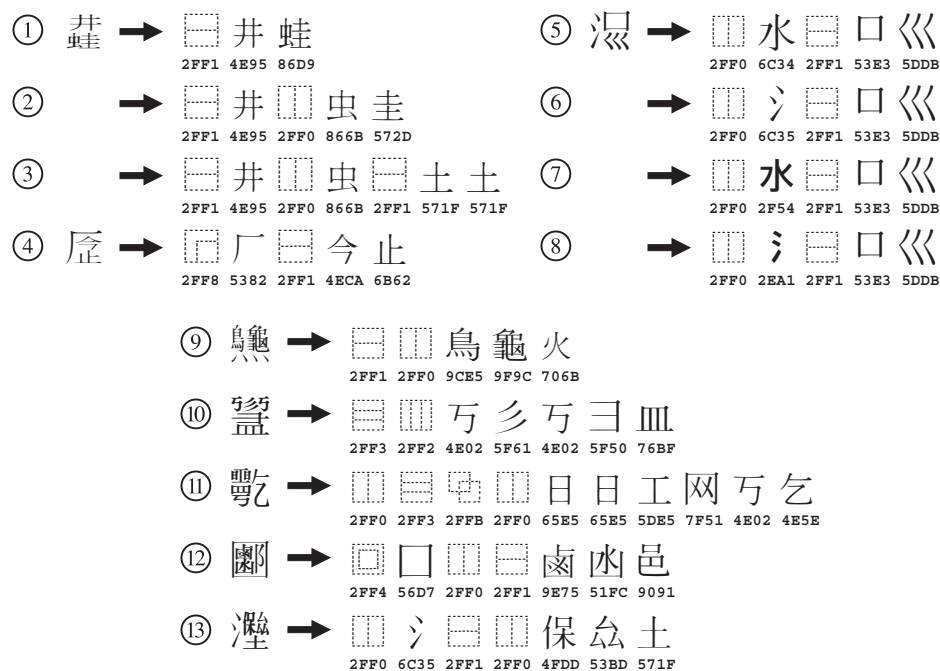 ① → ⿱ 井 蛙
2FF1 4E95 86D9
② → ⿱ 井 ⿰ 虫 圭
2FF1 4E95 2FF0 866B 572D
③ → ⿱ 井 ⿰ 虫 ⿱ 土 土
2FF1 4E95 2FF0 866B 2FF1 571F 571F
④ → ⿸ 厂 ⿱ 今 止
2FF8 5382 2FF1 4ECA 6B62
⑤ → ⿰ 水 ⿱ 口 巛
2FF0 6C34 2FF1 53E3 5DDB
⑥ → ⿰ 氵 ⿱ 口 巛
2FF0 6C35 2FF1 53E3 5DDB
⑦ → ⿰ ⽔ ⿱ 口 巛
2FF0 2F54 2FF1 53E3 5DDB
⑧ → ⿰ ⺡ ⿱ 口 巛
2FF0 2EA1 2FF1 53E3 5DDB
⑨ → ⿱ ⿰ 鳥 龜 火
2FF1 2FF0 9CE5 9F9C 706B
⑩ → ⿳ ⿲ 丂 彡 丂 彐 皿
2FF3 2FF2 4E02 5F61 4E02 5F50 76BF
⑪ → ⿰ ⿳ ⿻ ⿰ 日 日 工 网 丂 乞
2FF0 2FF3 2FFB 2FF0 65E5 65E5 5DE5 7F51 4E02 4E5E
⑫ → ⿴ 囗 ⿰ ⿱ 鹵 凼 邑
2FF4 56D7 2FF0 2FF1 9E75 51FC 9091
⑬ → ⿰ 氵 ⿱ ⿰ 保 厽 土
2FF0 6C35 2FF1 2FF0 4FDD 53BD 571F